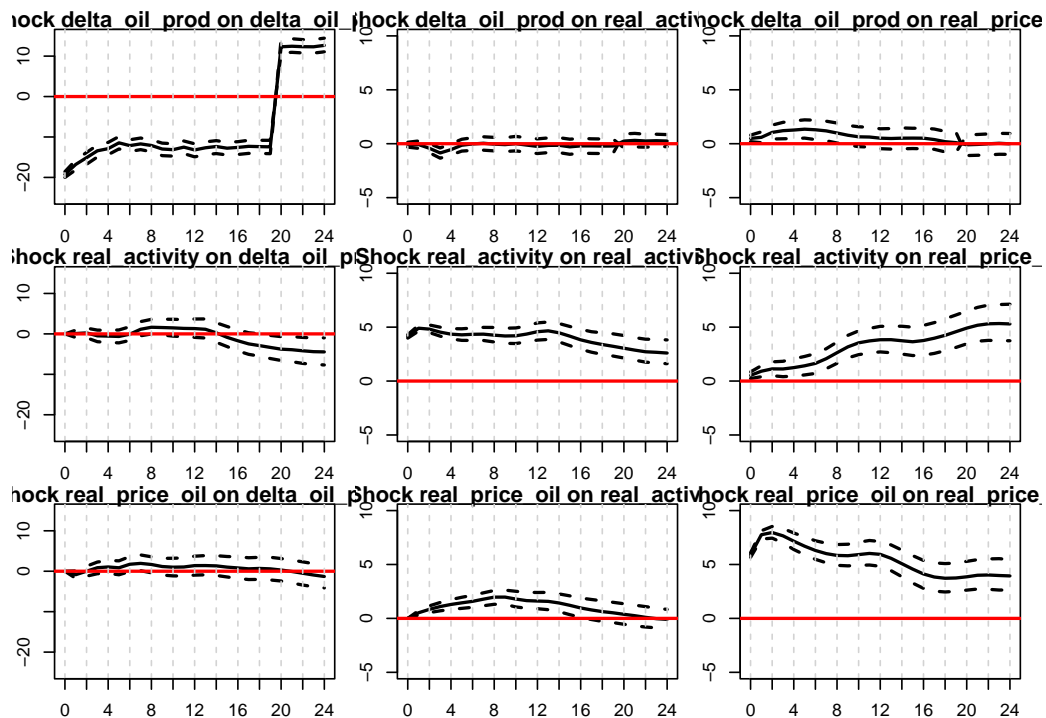 hock delta_oil_prod on delta_oil_p
hock delta_oil_prod on real_activ
hock delta_oil_prod on real_price
10
0
−20
10
5
0
−5
10
5
0
−5
0 4 8 12 16 20 24
0 4 8 12 16 20 24
0 4 8 12 16 20 24
Shock real_activity on delta_oil_p
Shock real_activity on real_activi
Shock real_activity on real_price_
10
0
−20
10
5
0
−5
10
5
0
−5
0 4 8 12 16 20 24
0 4 8 12 16 20 24
0 4 8 12 16 20 24
hock real_price_oil on delta_oil_p
Shock real_price_oil on real_activ
hock real_price_oil on real_price_
10
0
−20
10
5
0
−5
10
5
0
−5
0 4 8 12 16 20 24
0 4 8 12 16 20 24
0 4 8 12 16 20 24